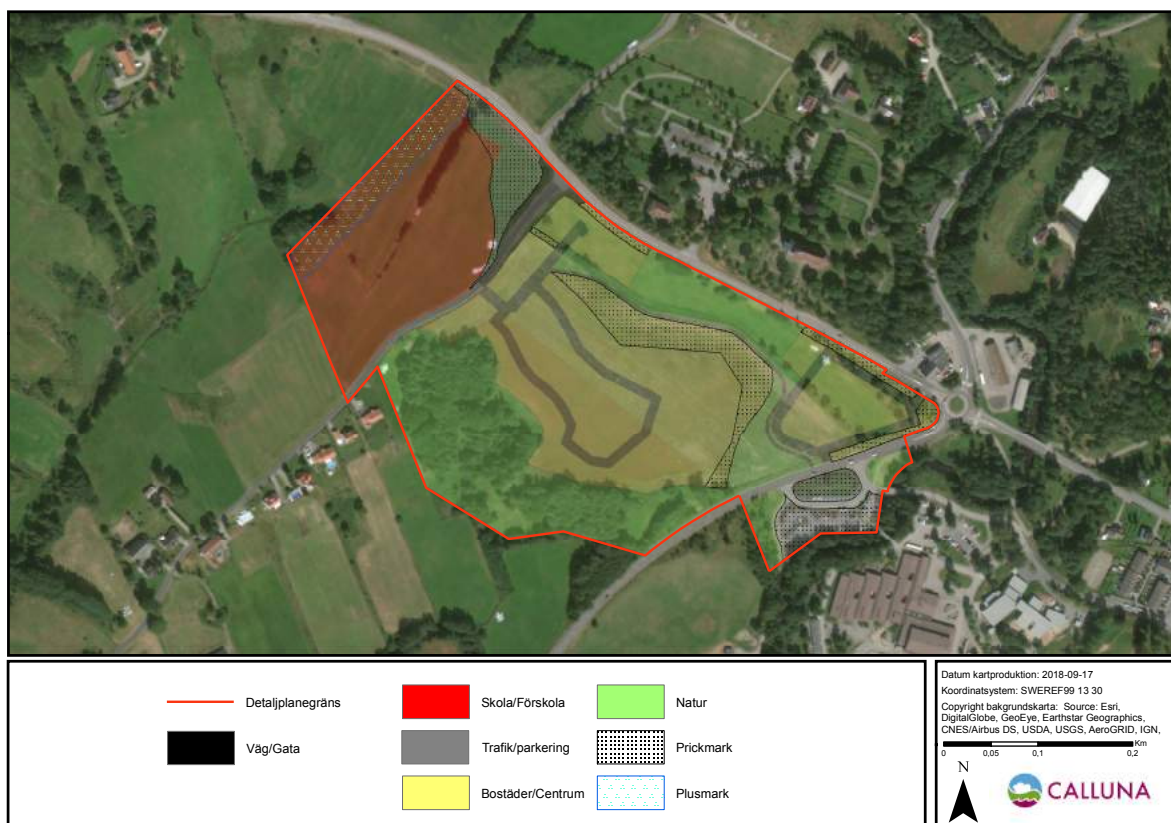 Detaljplanegräns
Väg/Gata
Skola/Förskola
Trafik/parkering
Bostäder/Centrum
Natur
Prickmark
Plusmark
Datum kartproduktion: 2018-09-17
Koordinatsystem: SWEREF99 13 30
Copyright bakgrundskarta: Source: Esri,
DigitalGlobe, GeoEye, Earthstar Geographics,
CNES/Airbus DS, USDA, USGS, AeroGRID, IGN,
Km
0 0,05 0,1 0,2
N
CALLUNA